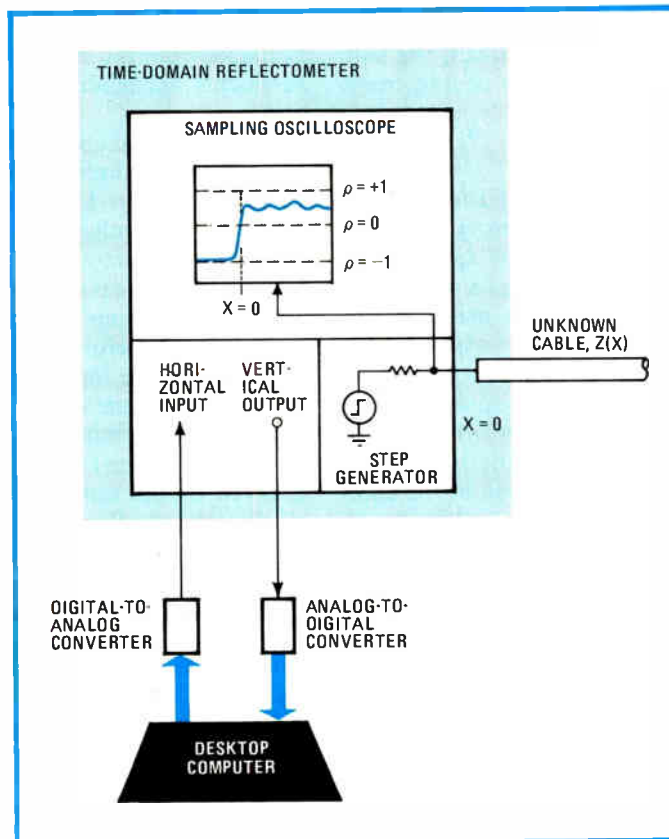 TIME-DOMAIN REFLECTOMETER
SAMPLING OSCILLOSCOPE
ρ = +1
ρ = 0
ρ = −1
X = 0
UNKNOWN
CABLE, Z(X)
HORI-
ZONTAL
INPUT
VERT-
ICAL
OUTPUT
X = 0
STEP
GENERATOR
OIGITAL-TO-
ANALOG
CONVERTER
ANALOG-TO-
OIGITAL
CONVERTER
DESKTOP
COMPUTER